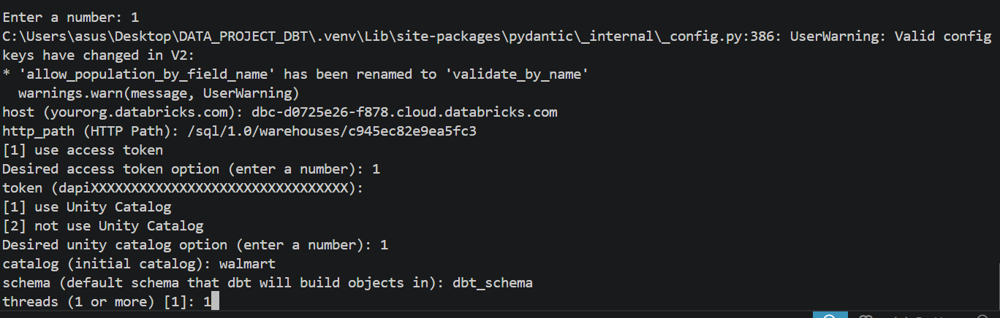 Enter a number: 1
C:\Users\asus\Desktop\DATA_PROJECT_DBT\.venv\Lib\site-packages\pydantic\_internal\_config.py:386: UserWarning: Valid config
keys have changed in V2:
* 'allow_population_by_field_name' has been renamed to 'validate_by_name'
  warnings.warn(message, UserWarning)
host (yourorg.databricks.com): dbc-d0725e26-f878.cloud.databricks.com
http_path (HTTP Path): /sql/1.0/warehouses/c945ec82e9ea5fc3
[1] use access token
Desired access token option (enter a number): 1
token (dapiXXXXXXXXXXXXXXXXXXXXXXXXXXXXXXXX):
[1] use Unity Catalog
[2] not use Unity Catalog
Desired unity catalog option (enter a number): 1
catalog (initial catalog): walmart
schema (default schema that dbt will build objects in): dbt_schema
threads (1 or more) [1]: 1